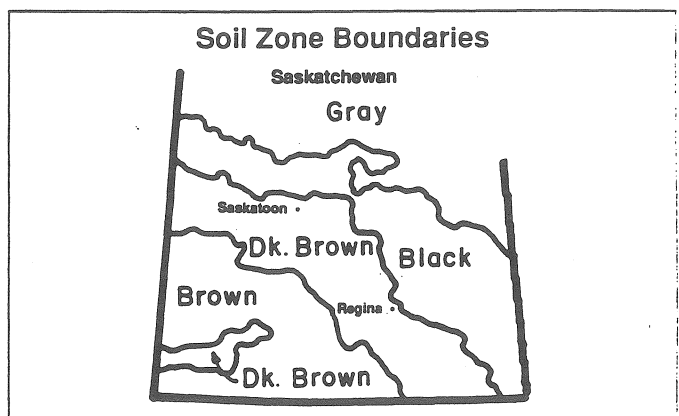 Soil Zone Boundaries
Saskatchewan
Gray
Saskatoon
Dk. Brown
Black
Brown
Regina
Dk. Brown